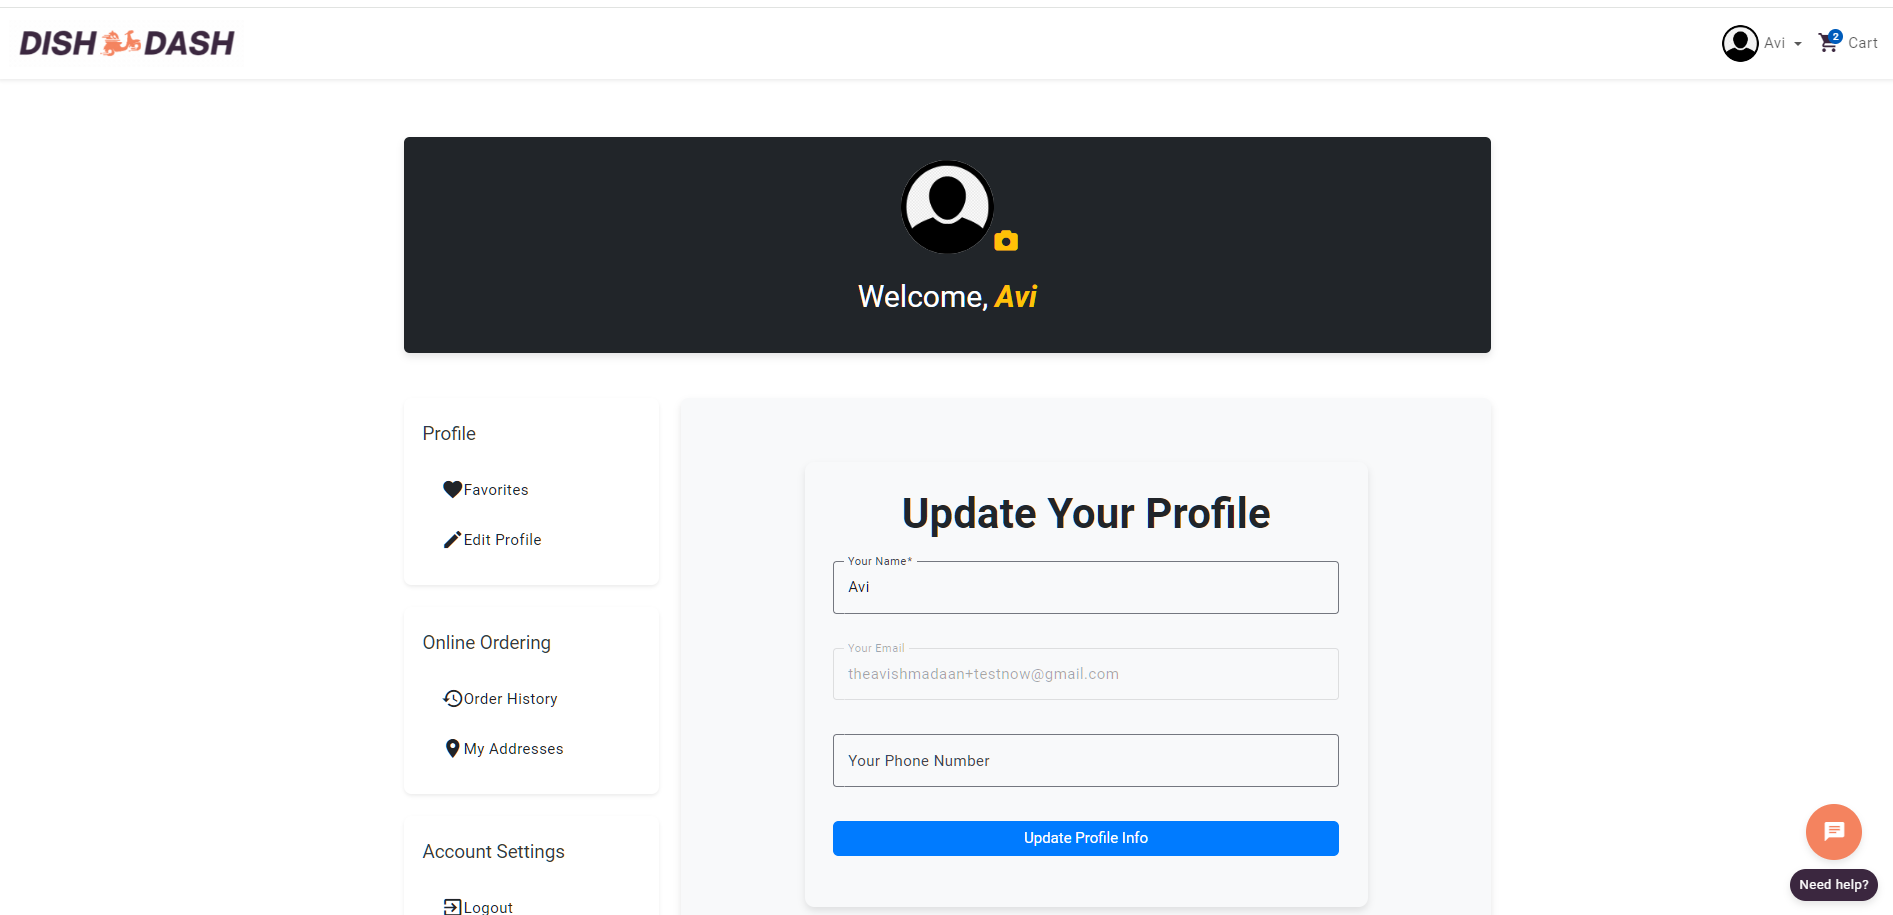 DISH DASH
Avi
2
Cart
Welcome, Avi
Profile
Favorites
Edit Profile
Online Ordering
Order History
My Addresses
Account Settings
Logout
Update Your Profile
Your Name*
Avi
Your Email
theavishmadaan+testnow@gmail.com
Your Phone Number
Update Profile Info
Need help?